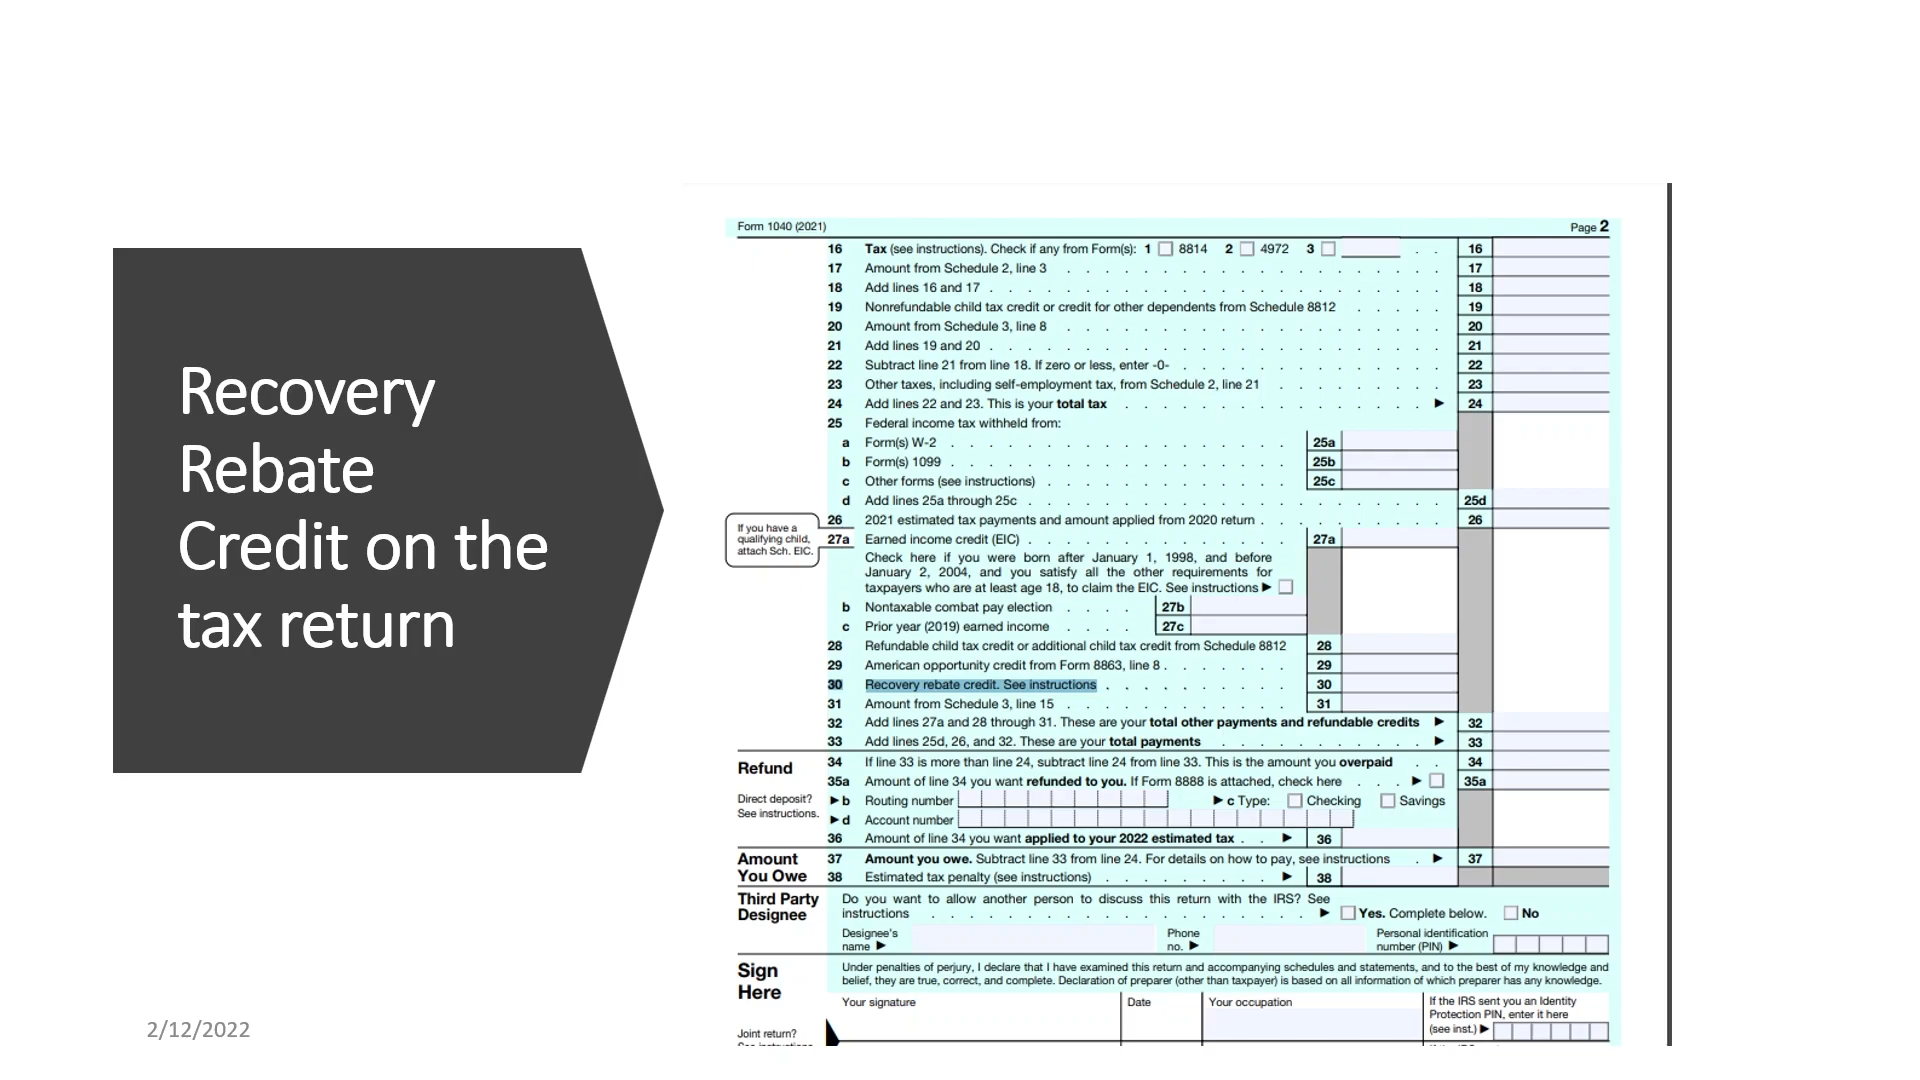 Recovery
Rebate
Credit on the
tax return
2/12/2022
Form 1040 (2021) Page 2
16 Tax (see instructions). Check if any from Form(s): 1 8814 2 4972 3 . . 16
17 Amount from Schedule 2, line 3 17
18 Add lines 16 and 17 18
19 Nonrefundable child tax credit or credit for other dependents from Schedule 8812 19
20 Amount from Schedule 3, line 8 20
21 Add lines 19 and 20 21
22 Subtract line 21 from line 18. If zero or less, enter -0- 22
23 Other taxes, including self-employment tax, from Schedule 2, line 21 23
24 Add lines 22 and 23. This is your total tax ▶ 24
25 Federal income tax withheld from:
a Form(s) W-2 25a
b Form(s) 1099 25b
c Other forms (see instructions) 25c
d Add lines 25a through 25c 25d
26 2021 estimated tax payments and amount applied from 2020 return 26
If you have a
qualifying child,
attach Sch. EIC.
27a Earned income credit (EIC) 27a
Check here if you were born after January 1, 1998, and before
January 2, 2004, and you satisfy all the other requirements for
taxpayers who are at least age 18, to claim the EIC. See instructions ▶
b Nontaxable combat pay election 27b
c Prior year (2019) earned income 27c
28 Refundable child tax credit or additional child tax credit from Schedule 8812 28
29 American opportunity credit from Form 8863, line 8 29
30 Recovery rebate credit. See instructions 30
31 Amount from Schedule 3, line 15 31
32 Add lines 27a and 28 through 31. These are your total other payments and refundable credits ▶ 32
33 Add lines 25d, 26, and 32. These are your total payments ▶ 33
Refund
34 If line 33 is more than line 24, subtract line 24 from line 33. This is the amount you overpaid 34
35a Amount of line 34 you want refunded to you. If Form 8888 is attached, check here ▶ 35a
Direct deposit?
See instructions.
▶ b Routing number ▶ c Type: Checking Savings
▶ d Account number
36 Amount of line 34 you want applied to your 2022 estimated tax ▶ 36
Amount
You Owe
37 Amount you owe. Subtract line 33 from line 24. For details on how to pay, see instructions ▶ 37
38 Estimated tax penalty (see instructions) ▶ 38
Third Party
Designee
Do you want to allow another person to discuss this return with the IRS? See
instructions ▶ Yes. Complete below. No
Designee's
name ▶
Phone
no. ▶
Personal identification
number (PIN) ▶
Sign
Here
Under penalties of perjury, I declare that I have examined this return and accompanying schedules and statements, and to the best of my knowledge and
belief, they are true, correct, and complete. Declaration of preparer (other than taxpayer) is based on all information of which preparer has any knowledge.
Your signature Date Your occupation
If the IRS sent you an Identity
Protection PIN, enter it here
(see inst.) ▶
Joint return?